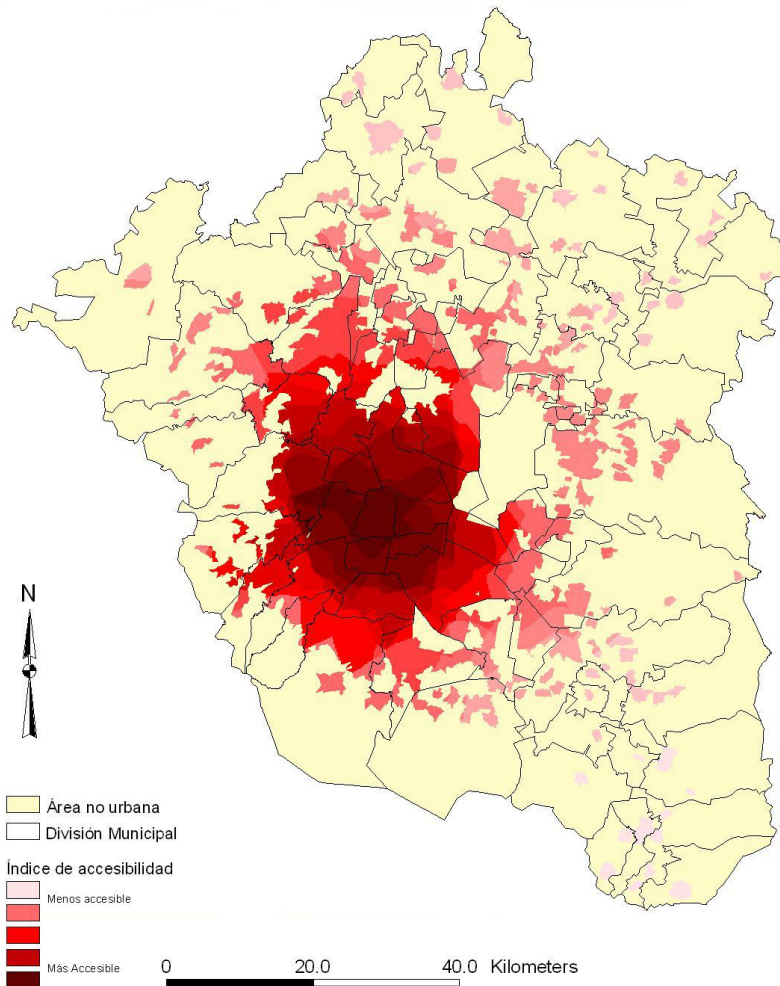 N
Área no urbana
División Municipal
Índice de accesibilidad
Menos accesible
Más Accesible
0 20.0 40.0 Kilometers